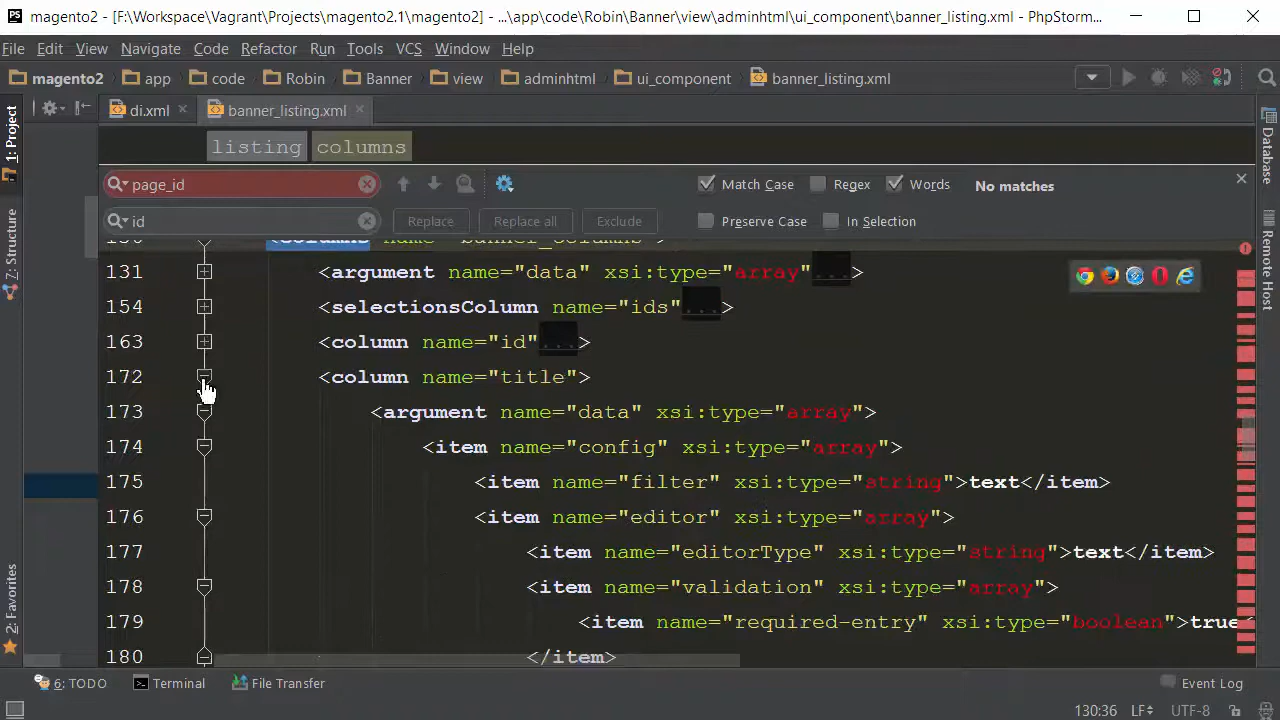 PS magento2 - [F:\Workspace\Vagrant\Projects\magento2.1\magento2] - ...\app\code\Robin\Banner\view\adminhtml\ui_component\banner_listing.xml - PhpStorm...
File Edit View Navigate Code Refactor Run Tools VCS Window Help
magento2 app code Robin Banner view adminhtml ui_component banner_listing.xml
1: Project
Z: Structure
2: Favorites
di.xml banner_listing.xml
listing columns
page_id Match Case Regex Words No matches
id Replace Replace all Exclude Preserve Case In Selection
130 <columns name="banner_columns">
131 <argument name="data" xsi:type="array"...>
154 <selectionsColumn name="ids"...>
163 <column name="id"...>
172 <column name="title">
173 <argument name="data" xsi:type="array">
174 <item name="config" xsi:type="array">
175 <item name="filter" xsi:type="string">text</item>
176 <item name="editor" xsi:type="array">
177 <item name="editorType" xsi:type="string">text</item>
178 <item name="validation" xsi:type="array">
179 <item name="required-entry" xsi:type="boolean">true<
180 </item>
Database
Remote Host
6: TODO Terminal File Transfer Event Log
130:36 LF UTF-8